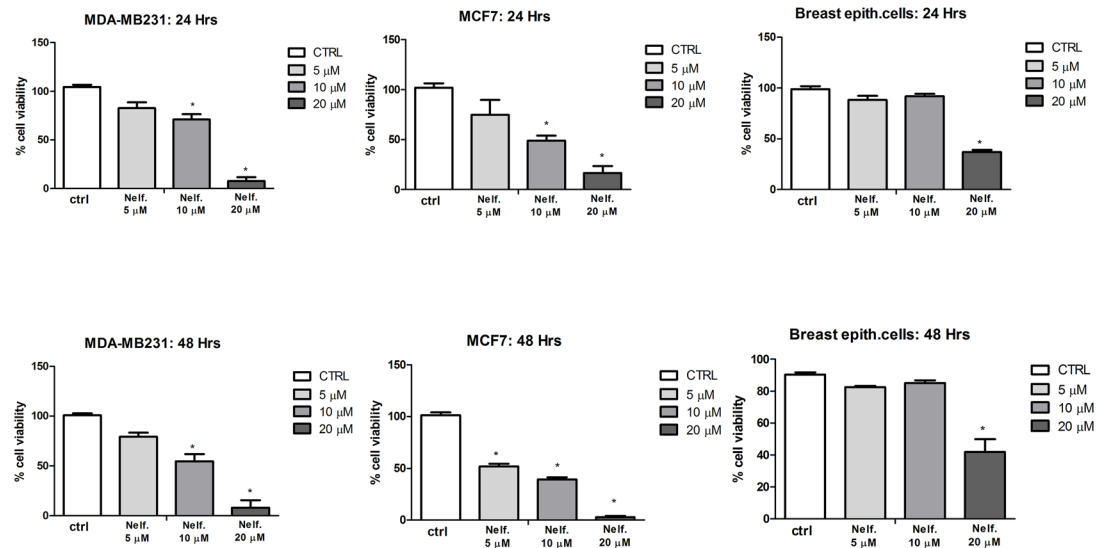 MDA-MB231: 24 Hrs
% cell viability
150
100
50
0
*
*
ctrl
Nelf.
5 μM
Nelf.
10 μM
Nelf.
20 μM
CTRL
5 μM
10 μM
20 μM
MCF7: 24 Hrs
% cell viability
150
100
50
0
*
*
ctrl
Nelf.
5 μM
Nelf.
10 μM
Nelf.
20 μM
CTRL
5 μM
10 μM
20 μM
Breast epith.cells: 24 Hrs
% cell viability
150
100
50
0
*
ctrl
Nelf.
5 μM
Nelf.
10 μM
Nelf.
20 μM
CTRL
5 μM
10 μM
20 μM
MDA-MB231: 48 Hrs
% cell viability
150
100
50
0
*
*
ctrl
Nelf.
5 μM
Nelf.
10 μM
Nelf.
20 μM
CTRL
5 μM
10 μM
20 μM
MCF7: 48 Hrs
% cell viability
150
100
50
0
*
*
*
ctrl
Nelf.
5 μM
Nelf.
10 μM
Nelf.
20 μM
CTRL
5 μM
10 μM
20 μM
Breast epith.cells: 48 Hrs
% cell viability
100
80
60
40
20
0
*
ctrl
Nelf.
5 μM
Nelf.
10 μM
Nelf.
20 μM
CTRL
5 μM
10 μM
20 μM